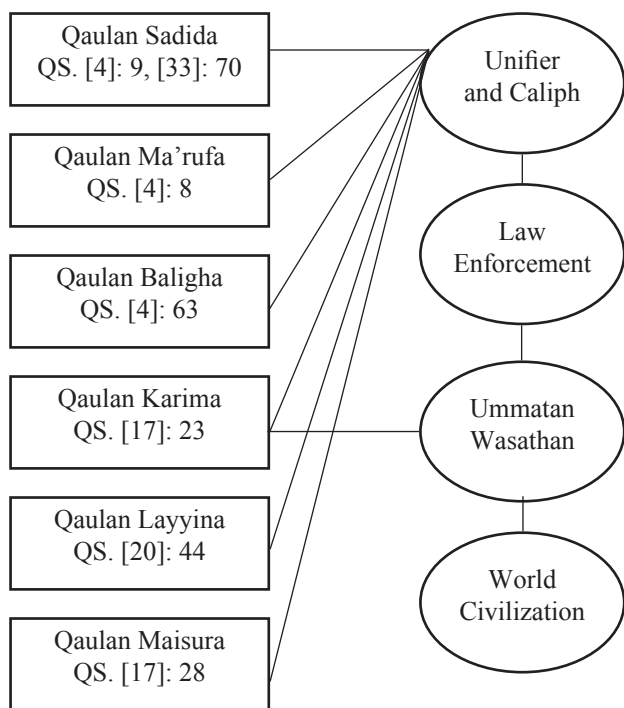 Qaulan Sadida
QS. [4]: 9, [33]: 70
Qaulan Ma’rufa
QS. [4]: 8
Qaulan Baligha
QS. [4]: 63
Qaulan Karima
QS. [17]: 23
Qaulan Layyina
QS. [20]: 44
Qaulan Maisura
QS. [17]: 28
Unifier
and Caliph
Law
Enforcement
Ummatan
Wasathan
World
Civilization